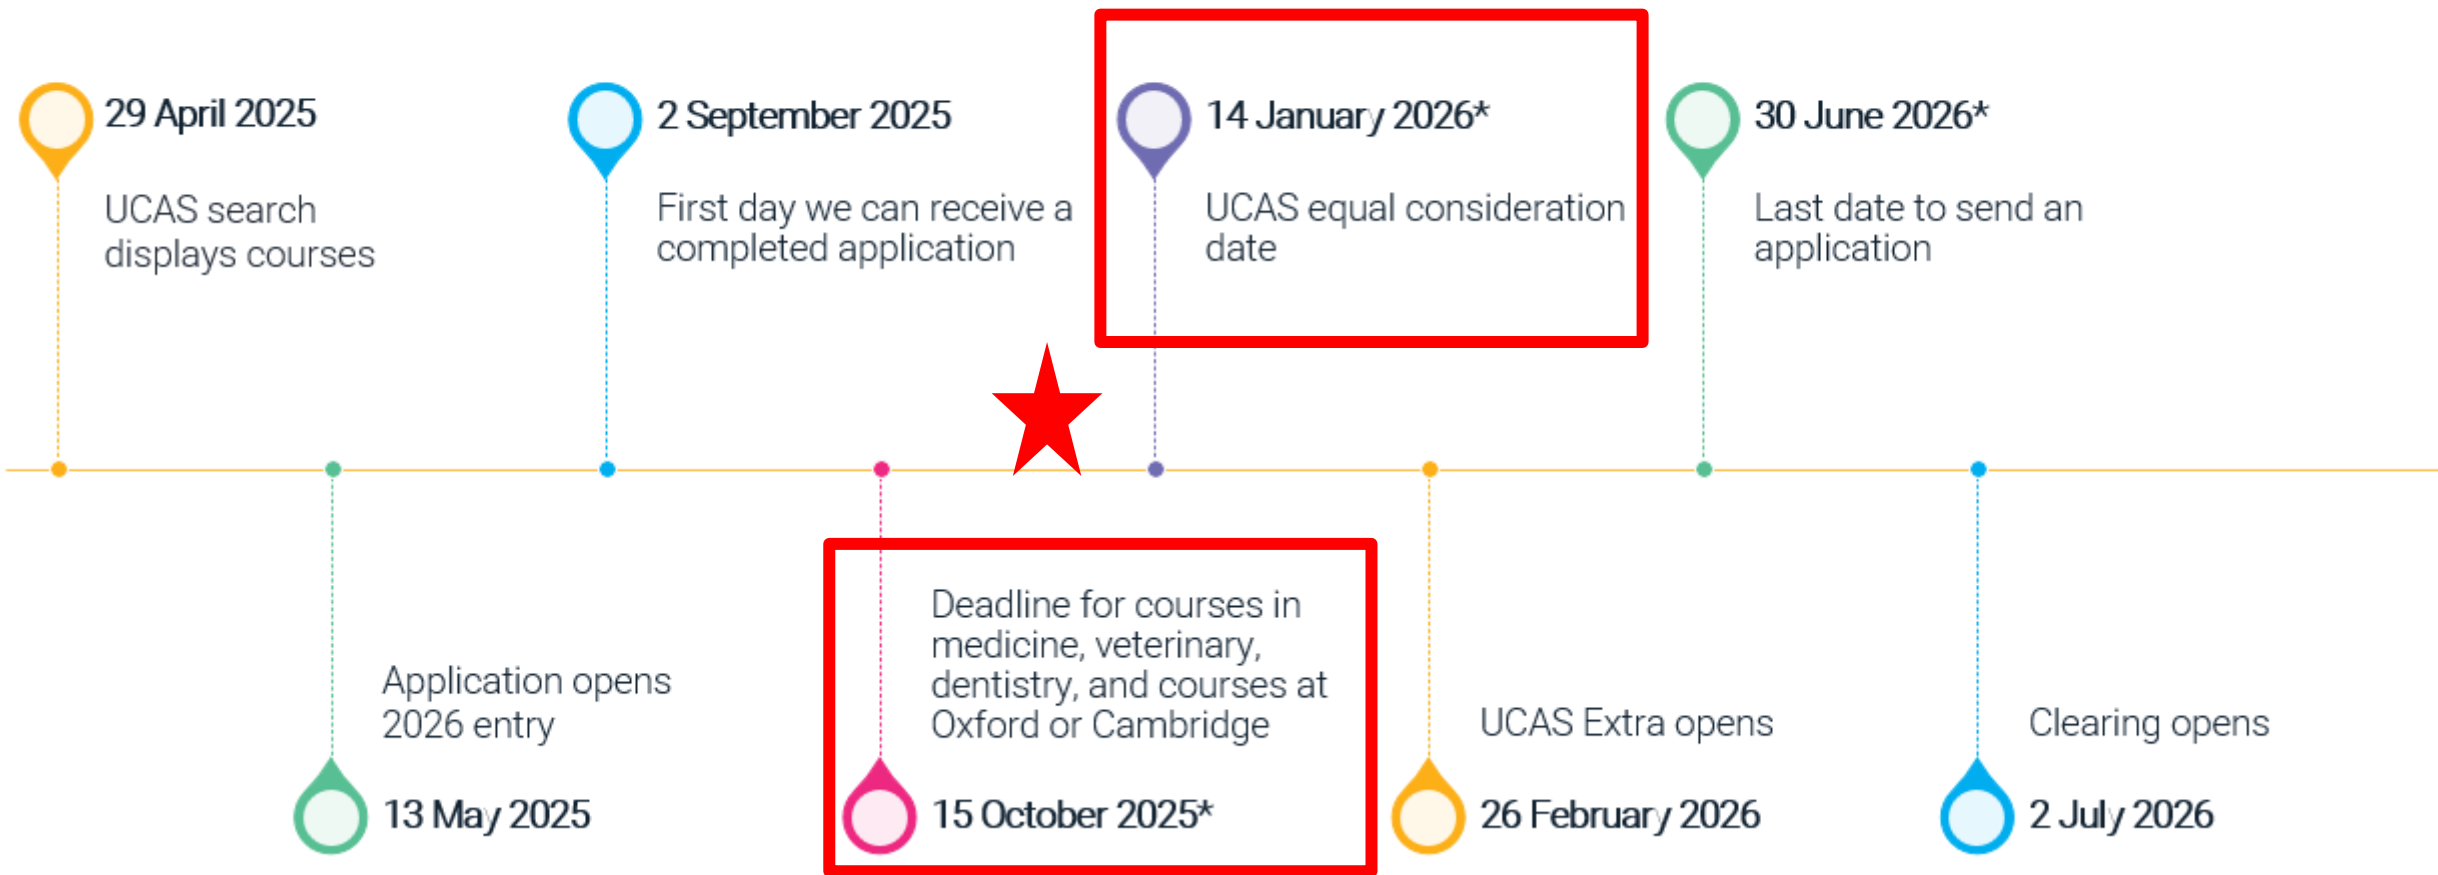 29 April 2025
UCAS search
displays courses
2 September 2025
First day we can receive a
completed application
14 January 2026*
UCAS equal consideration
date
30 June 2026*
Last date to send an
application
Application opens
2026 entry
13 May 2025
Deadline for courses in
medicine, veterinary,
dentistry, and courses at
Oxford or Cambridge
15 October 2025*
UCAS Extra opens
26 February 2026
Clearing opens
2 July 2026